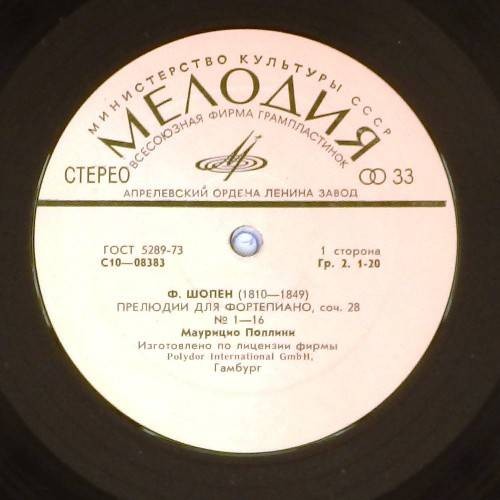 МИНИСТЕРСТВО КУЛЬТУРЫ СССР
МЕЛОДИЯ
ВСЕСОЮЗНАЯ ФИРМА ГРАМПЛАСТИНОК
СТЕРЕО
33
АПРЕЛЕВСКИЙ ОРДЕНА ЛЕНИНА ЗАВОД
ГОСТ 5289-73
1 сторона
С10—08383
Гр. 2. 1-20
Ф. ШОПЕН (1810—1849)
ПРЕЛЮДИИ ДЛЯ ФОРТЕПИАНО, соч. 28
№ 1—16
Маурицио Поллини
Изготовлено по лицензии фирмы
Polydor International GmbH,
Гамбург